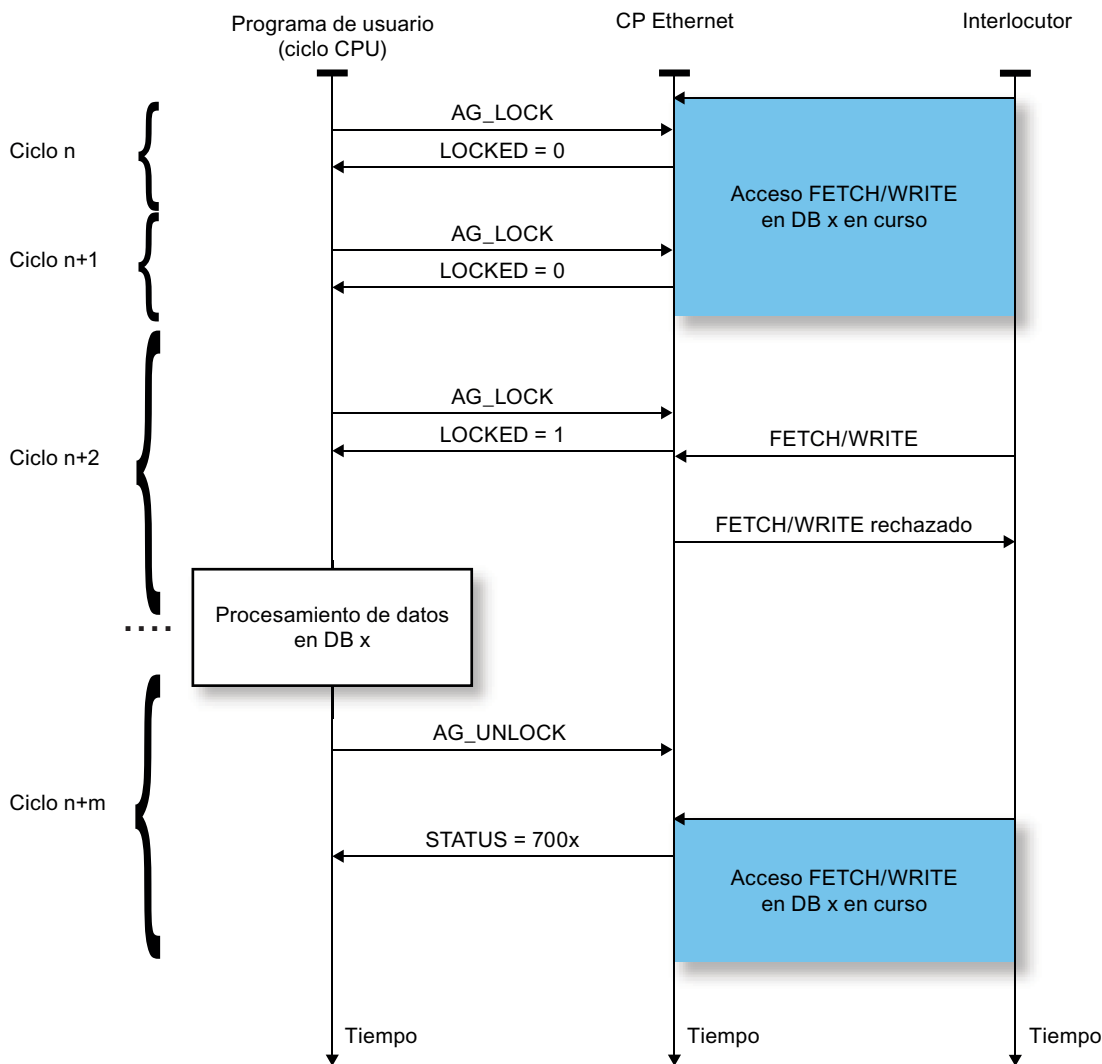 Programa de usuario
(ciclo CPU)
CP Ethernet
Interlocutor
Ciclo n
AG_LOCK
LOCKED = 0
Acceso FETCH/WRITE
en DB x en curso
Ciclo n+1
AG_LOCK
LOCKED = 0
Ciclo n+2
AG_LOCK
LOCKED = 1
FETCH/WRITE
FETCH/WRITE rechazado
Procesamiento de datos
en DB x
....
Ciclo n+m
AG_UNLOCK
STATUS = 700x
Acceso FETCH/WRITE
en DB x en curso
Tiempo
Tiempo
Tiempo